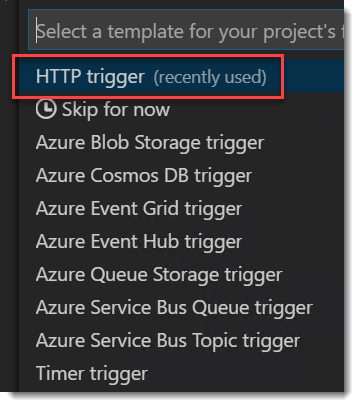 Select a template for your project's
HTTP trigger (recently used)
Skip for now
Azure Blob Storage trigger
Azure Cosmos DB trigger
Azure Event Grid trigger
Azure Event Hub trigger
Azure Queue Storage trigger
Azure Service Bus Queue trigger
Azure Service Bus Topic trigger
Timer trigger